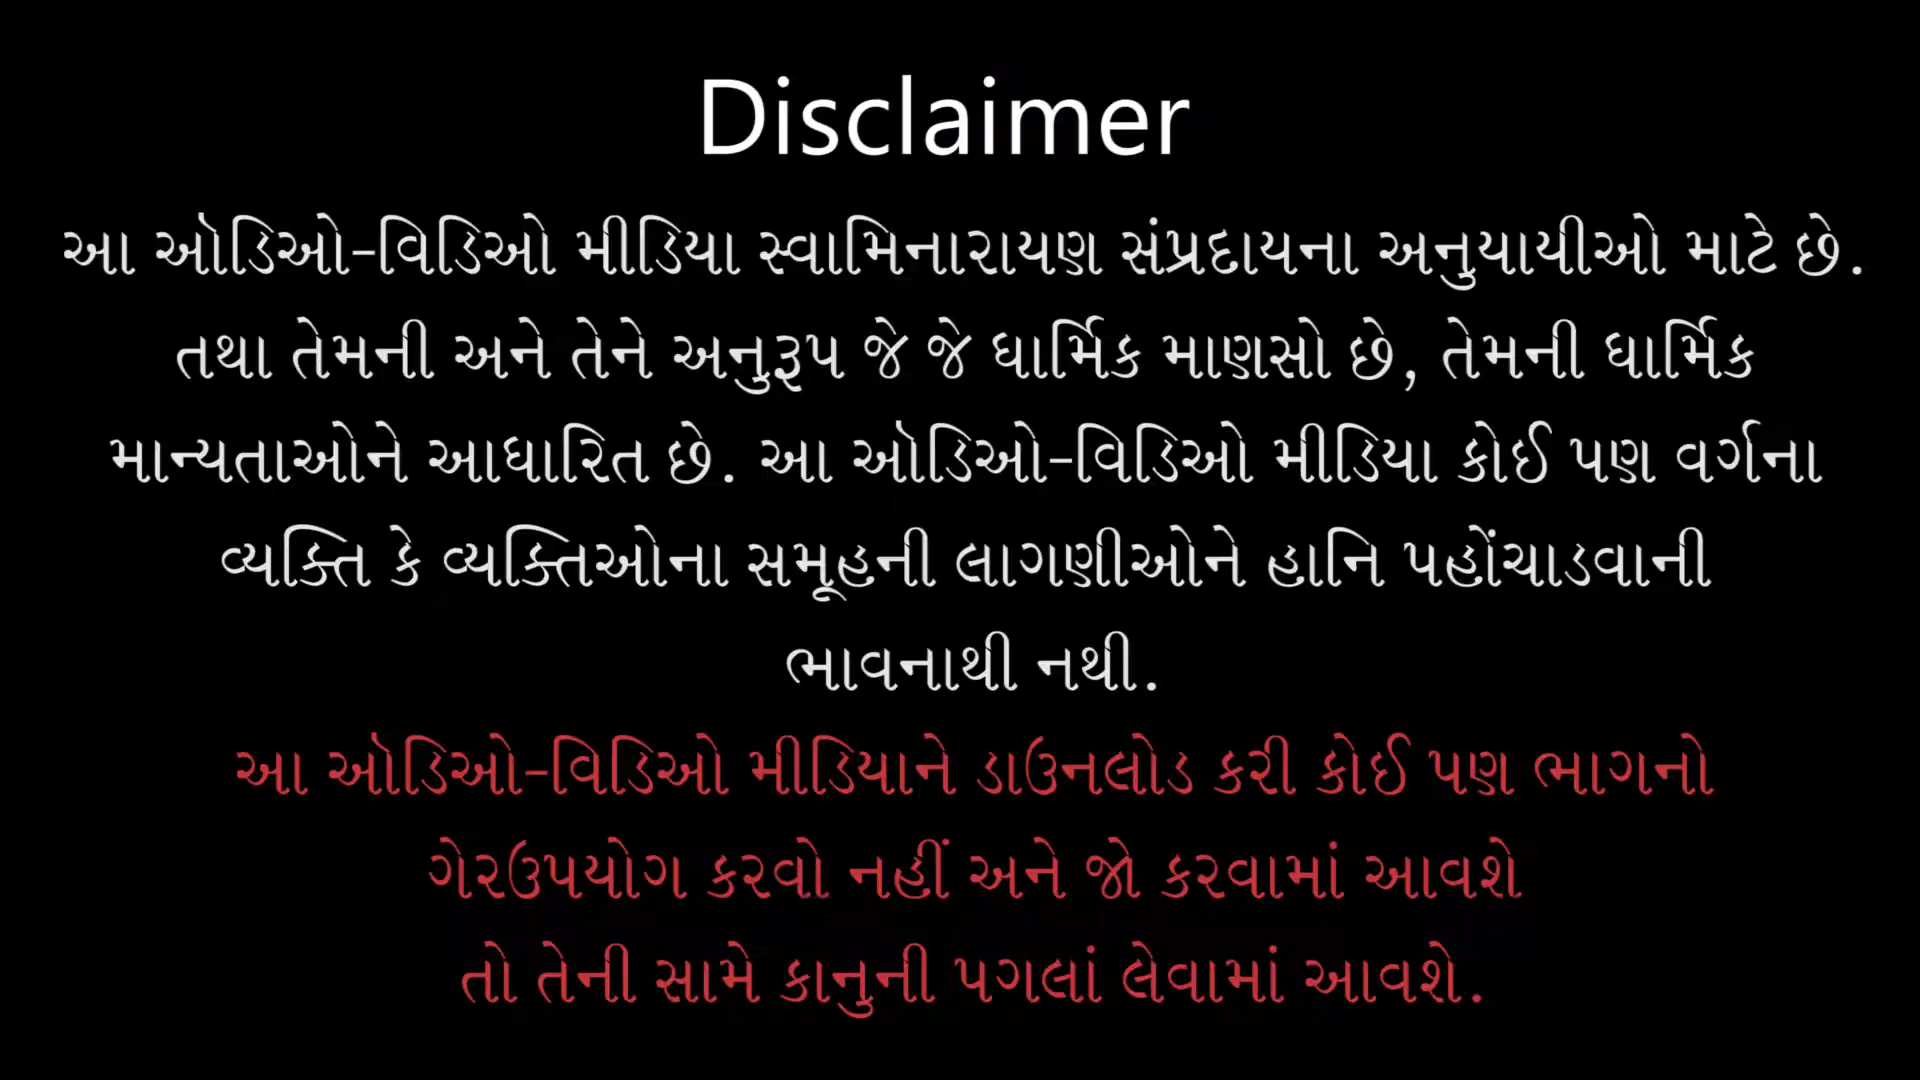 Disclaimer
આ ઑડિઓ-વિડિઓ મીડિયા સ્વામિનારાયણ સંપ્રદાયના અનુયાયીઓ માટે છે.
તથા તેમની અને તેને અનુરૂપ જે જે ધાર્મિક માણસો છે, તેમની ધાર્મિક
માન્યતાઓને આધારિત છે. આ ઑડિઓ-વિડિઓ મીડિયા કોઈ પણ વર્ગના
વ્યક્તિ કે વ્યક્તિઓના સમૂહની લાગણીઓને હાનિ પહોંચાડવાની
ભાવનાથી નથી.
આ ઑડિઓ-વિડિઓ મીડિયાને ડાઉનલોડ કરી કોઈ પણ ભાગનો
ગેરઉપયોગ કરવો નહીં અને જો કરવામાં આવશે
તો તેની સામે કાનુની પગલાં લેવામાં આવશે.